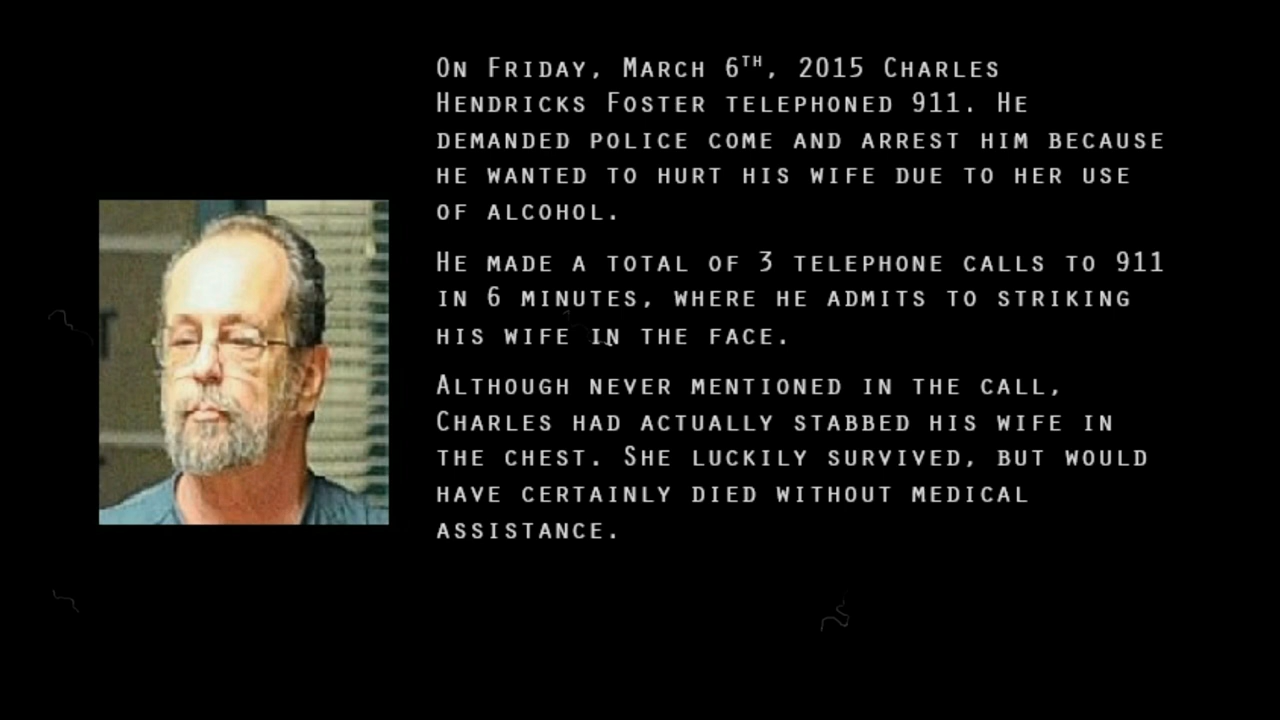 On Friday, March 6th, 2015 Charles
Hendricks Foster telephoned 911. He
demanded police come and arrest him because
he wanted to hurt his wife due to her use
of alcohol.
He made a total of 3 telephone calls to 911
in 6 minutes, where he admits to striking
his wife in the face.
Although never mentioned in the call,
Charles had actually stabbed his wife in
the chest. She luckily survived, but would
have certainly died without medical
assistance.